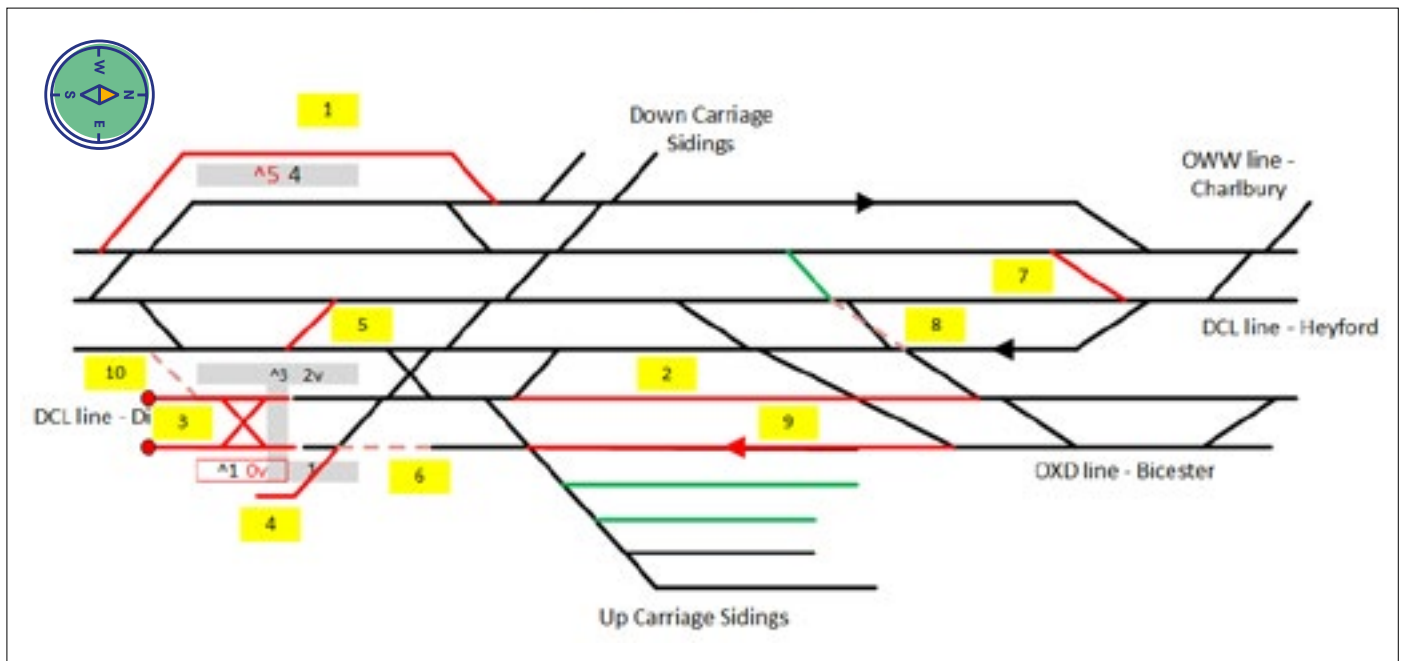 W
S N
E
1
Down Carriage
Sidings
^5 4
OWW line -
Charlbury
7
5
8
DCL line - Heyford
10
^3 2v
2
DCL line - Di
3
9
^1 0v 1
6
OXD line - Bicester
4
Up Carriage Sidings